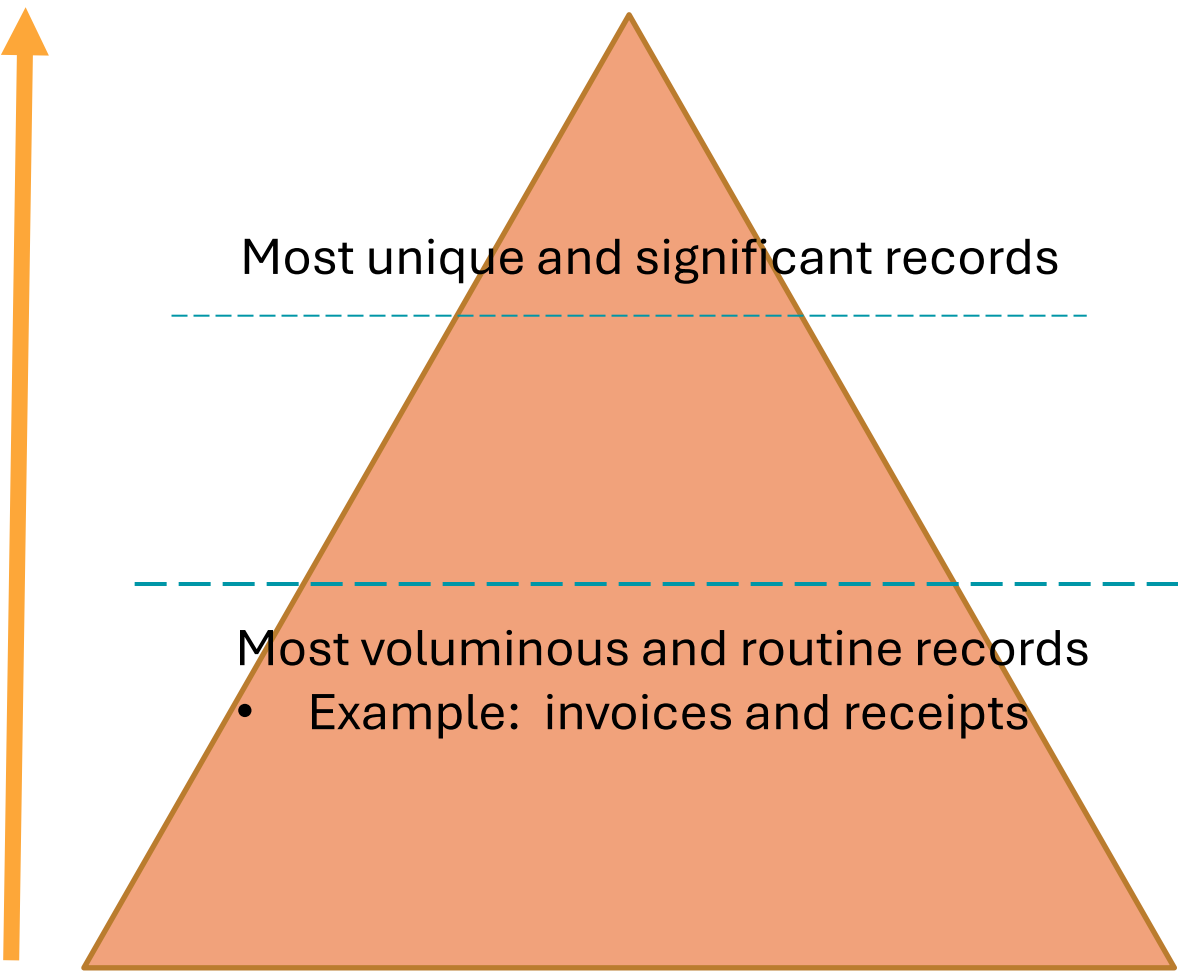 Most unique and significant records
Most voluminous and routine records
• Example:  invoices and receipts